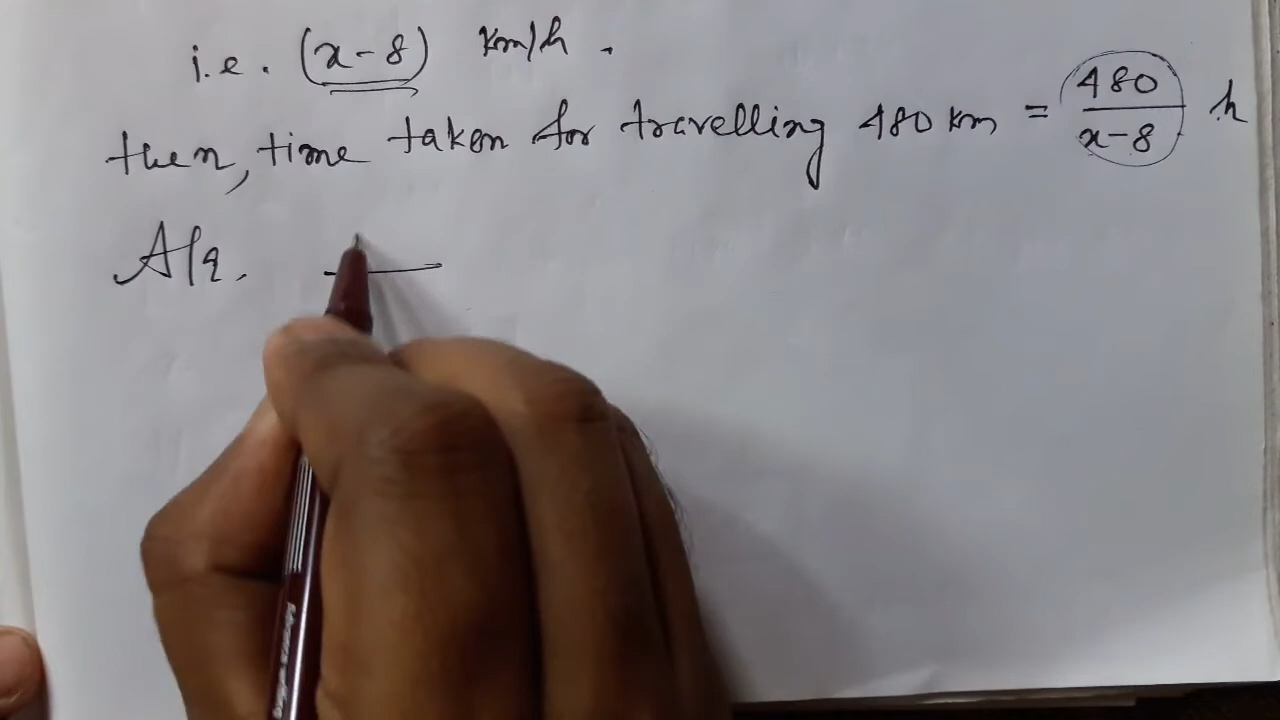 i.e. (x-8) km/h.
then, time taken for travelling 480 km = 480/(x-8) h
A/q,